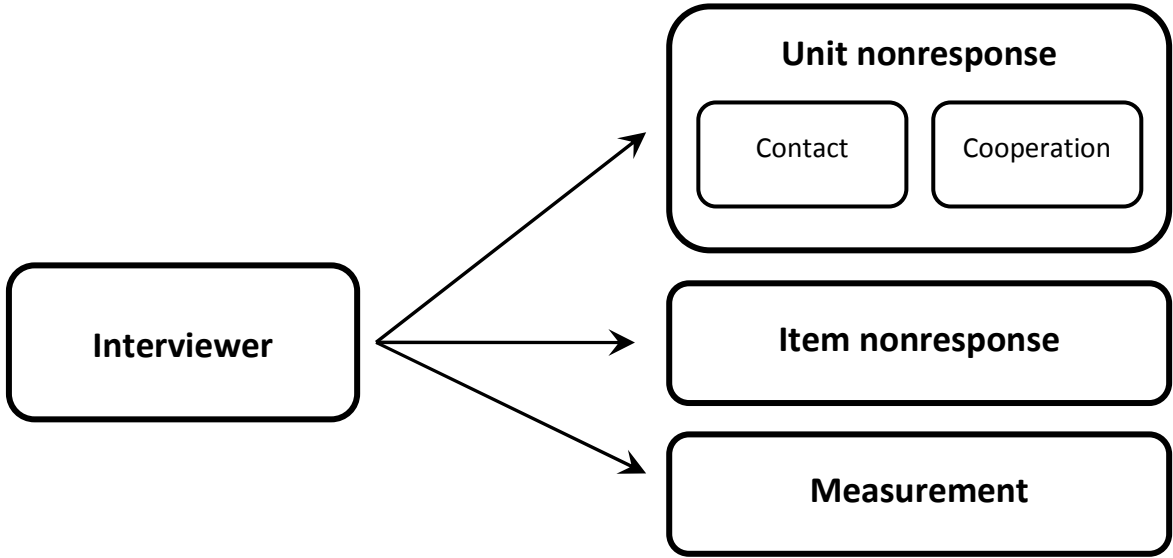 Unit nonresponse
Contact
Cooperation
Interviewer
Item nonresponse
Measurement